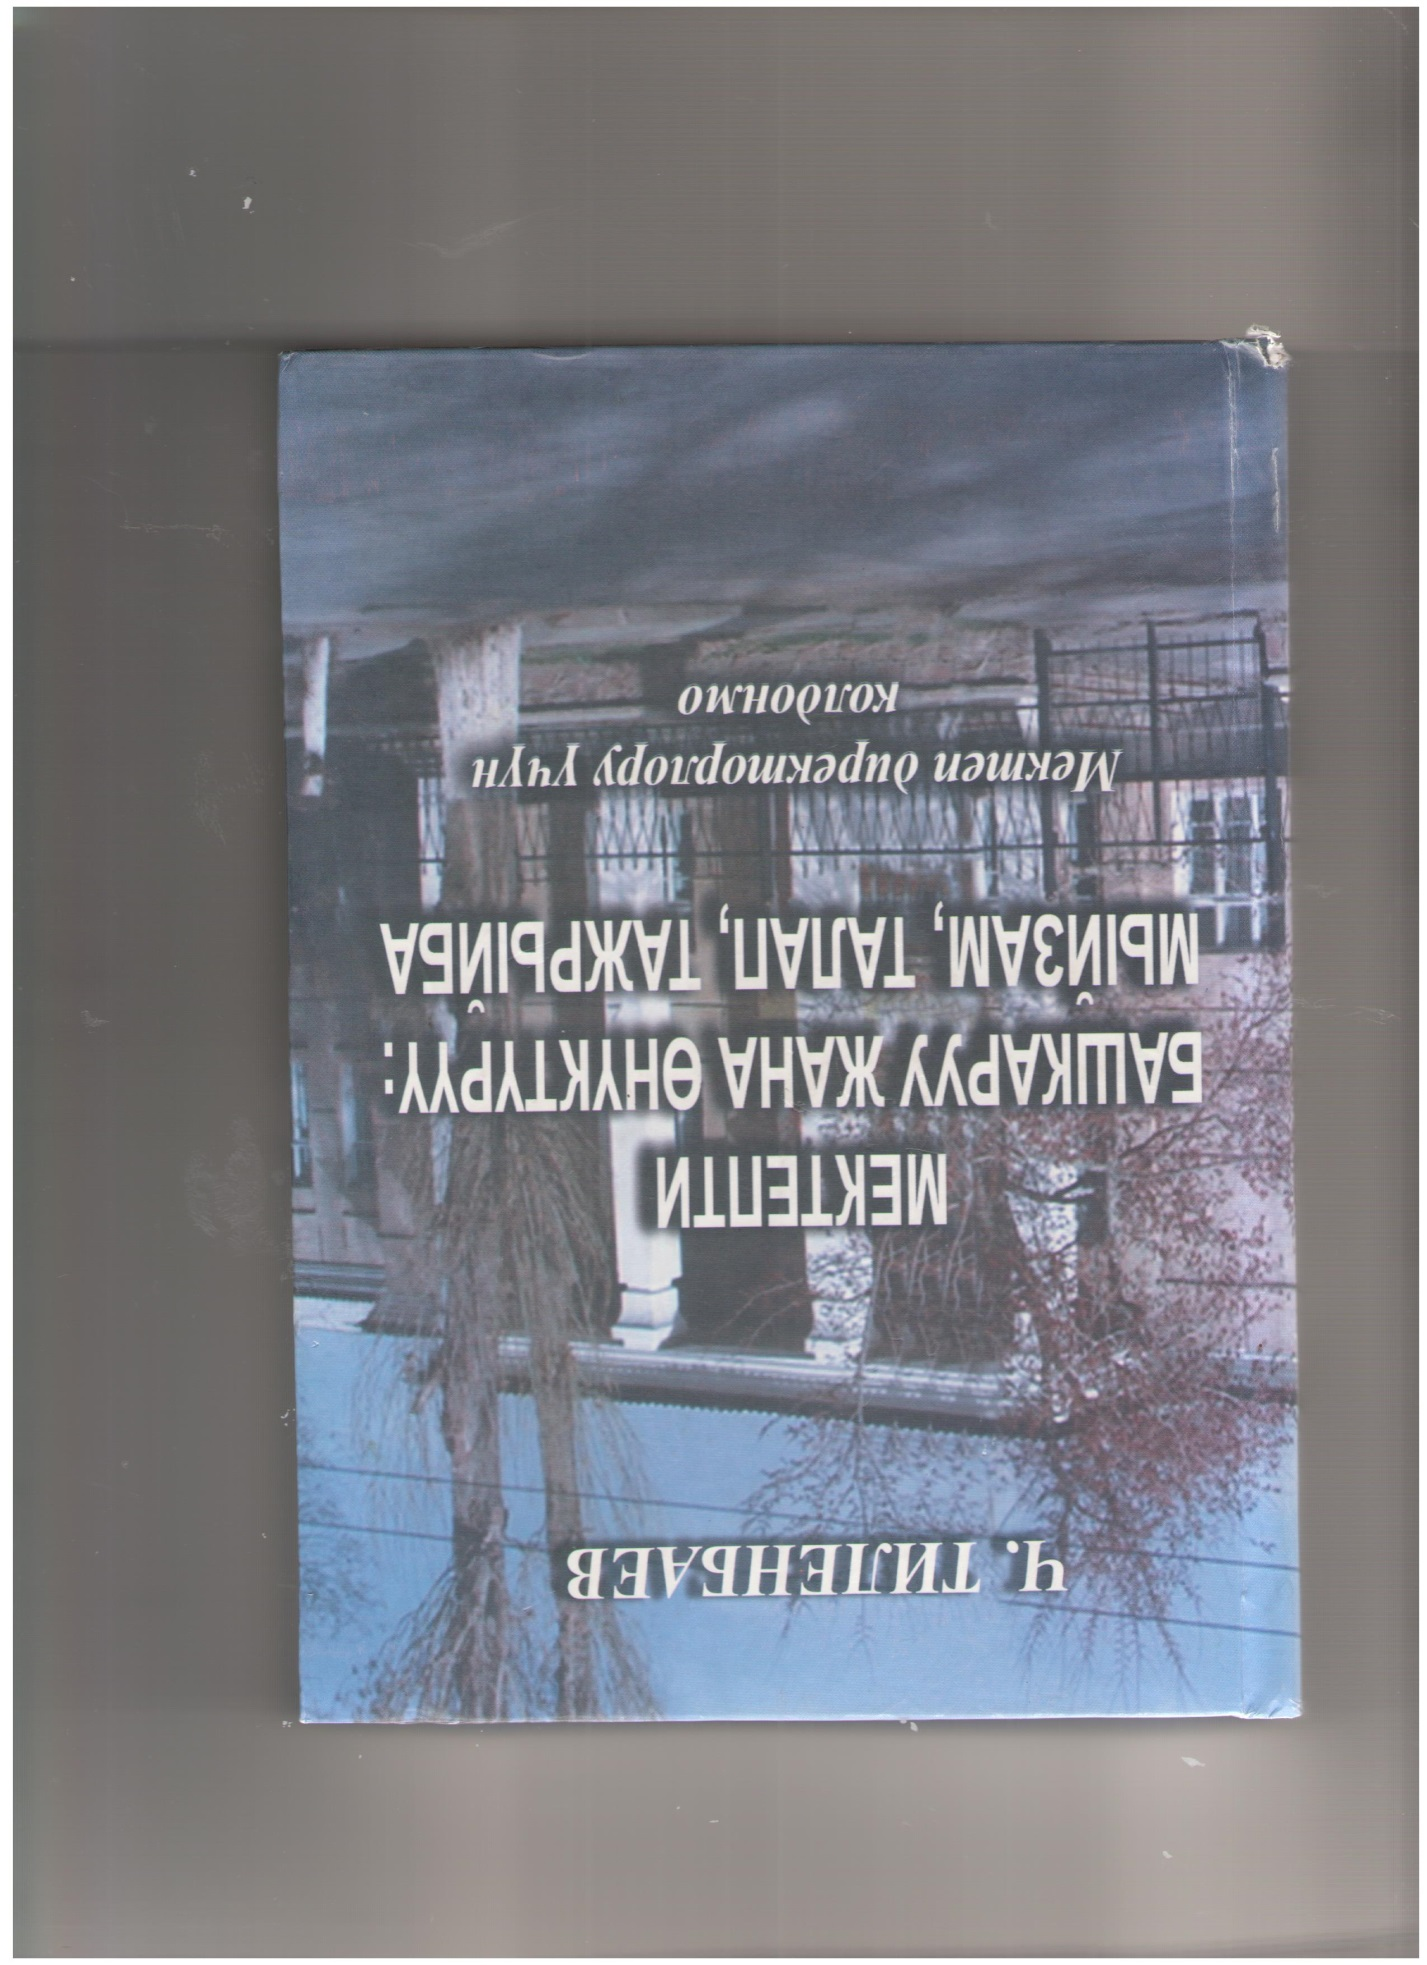 Ч. ТИЛЕНБАЕВ
МЕКТЕПТИ
БАШКАРУУ ЖАНА ӨНҮКТҮРҮҮ:
МЫЙЗАМ, ТАЛАП, ТАЖРЫЙБА
Мектеп директорлору үчүн
колдонмо